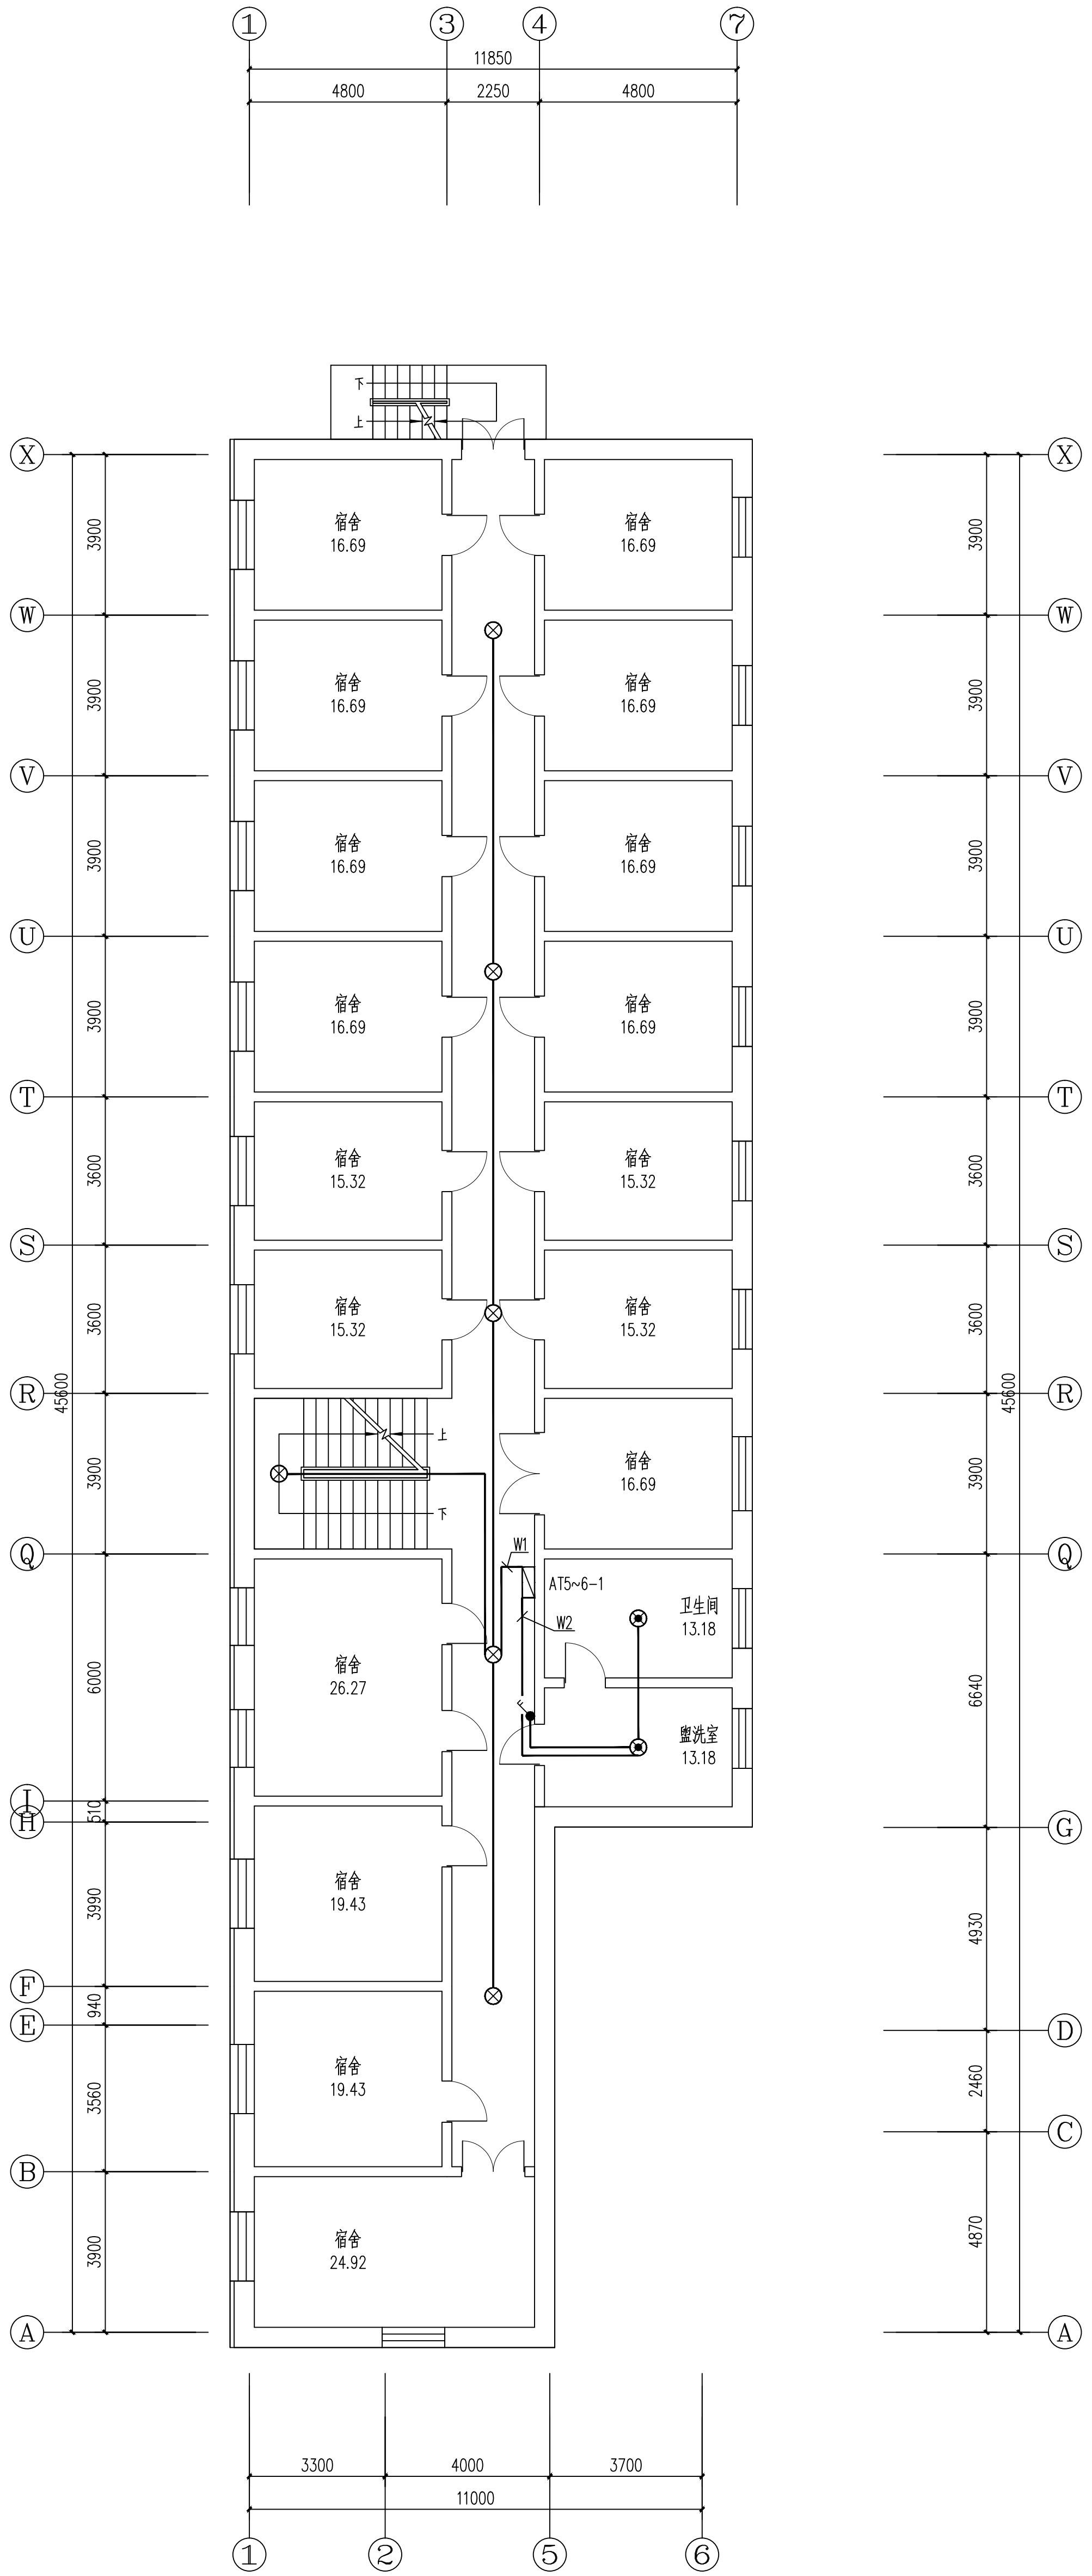 1 3 4 7
11850
4800 2250 4800
下
上
X X
3900 宿舍 宿舍 3900
16.69 16.69
W W
3900 宿舍 宿舍 3900
16.69 16.69
V V
3900 宿舍 宿舍 3900
16.69 16.69
U U
3900 宿舍 宿舍 3900
16.69 16.69
T T
3600 宿舍 宿舍 3600
15.32 15.32
S S
3600 宿舍 宿舍 3600
15.32 15.32
R R
45600 45600
上
3900 宿舍 3900
16.69
下
Q Q
W1
AT5~6-1
W2
卫生间
13.18
6000 宿舍 6640
26.27
F
盥洗室
13.18
I
510
H G
3990 宿舍
19.43
4930
F
940
E D
3560 宿舍 2460
19.43
C
B
3900 宿舍 4870
24.92
A A
3300 4000 3700
11000
1 2 5 6